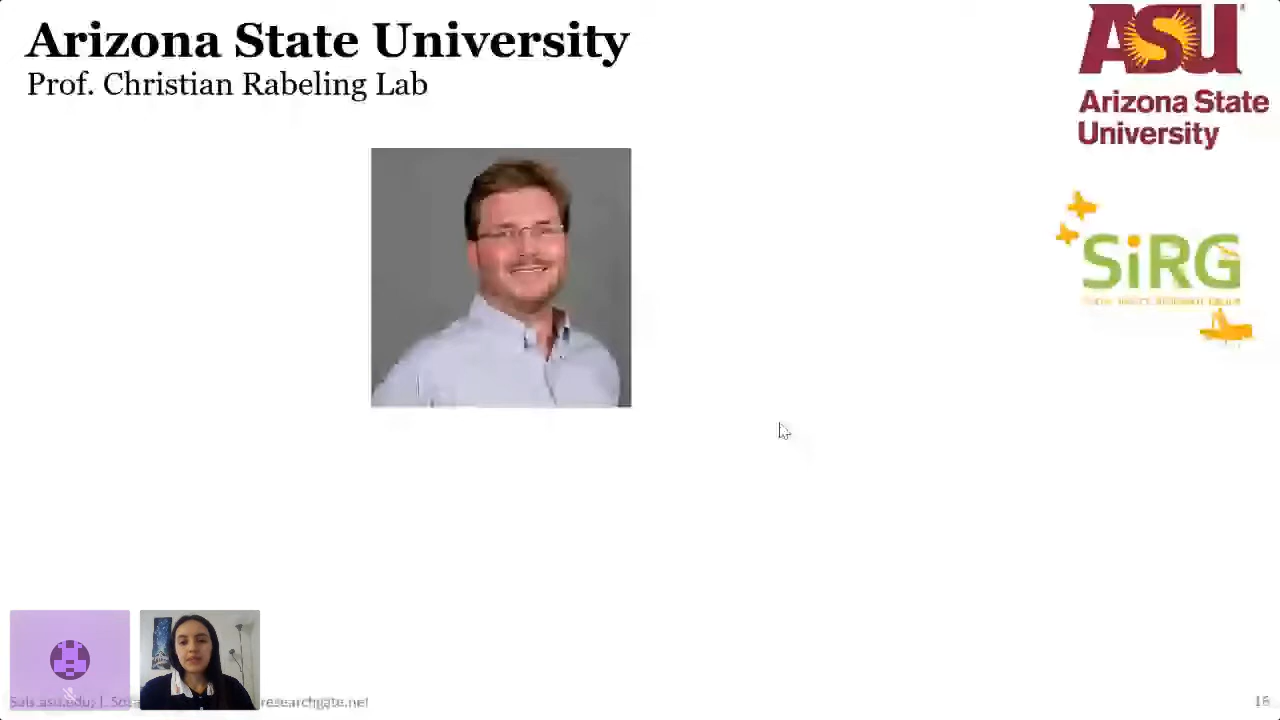 Arizona State University
Prof. Christian Rabeling Lab
ASU
Arizona State
University
SiRG
researchgate.net
16